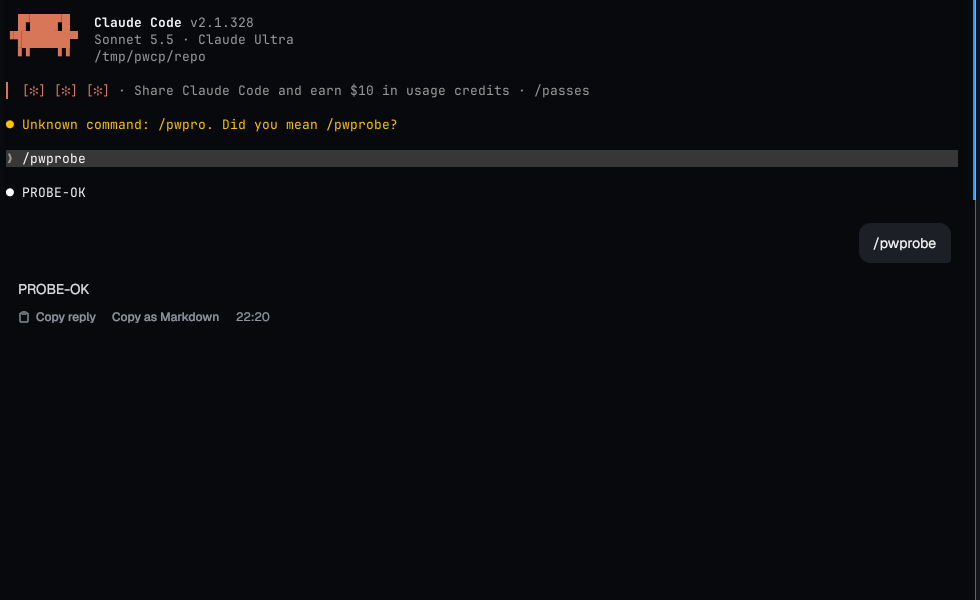 Claude Code v2.1.328
Sonnet 5.5 · Claude Ultra
/tmp/pwcp/repo
[✻] [✻] [✻] · Share Claude Code and earn $10 in usage credits · /passes
● Unknown command: /pwpro. Did you mean /pwprobe?
❯ /pwprobe
● PROBE-OK
/pwprobe
PROBE-OK
Copy reply Copy as Markdown 22:20